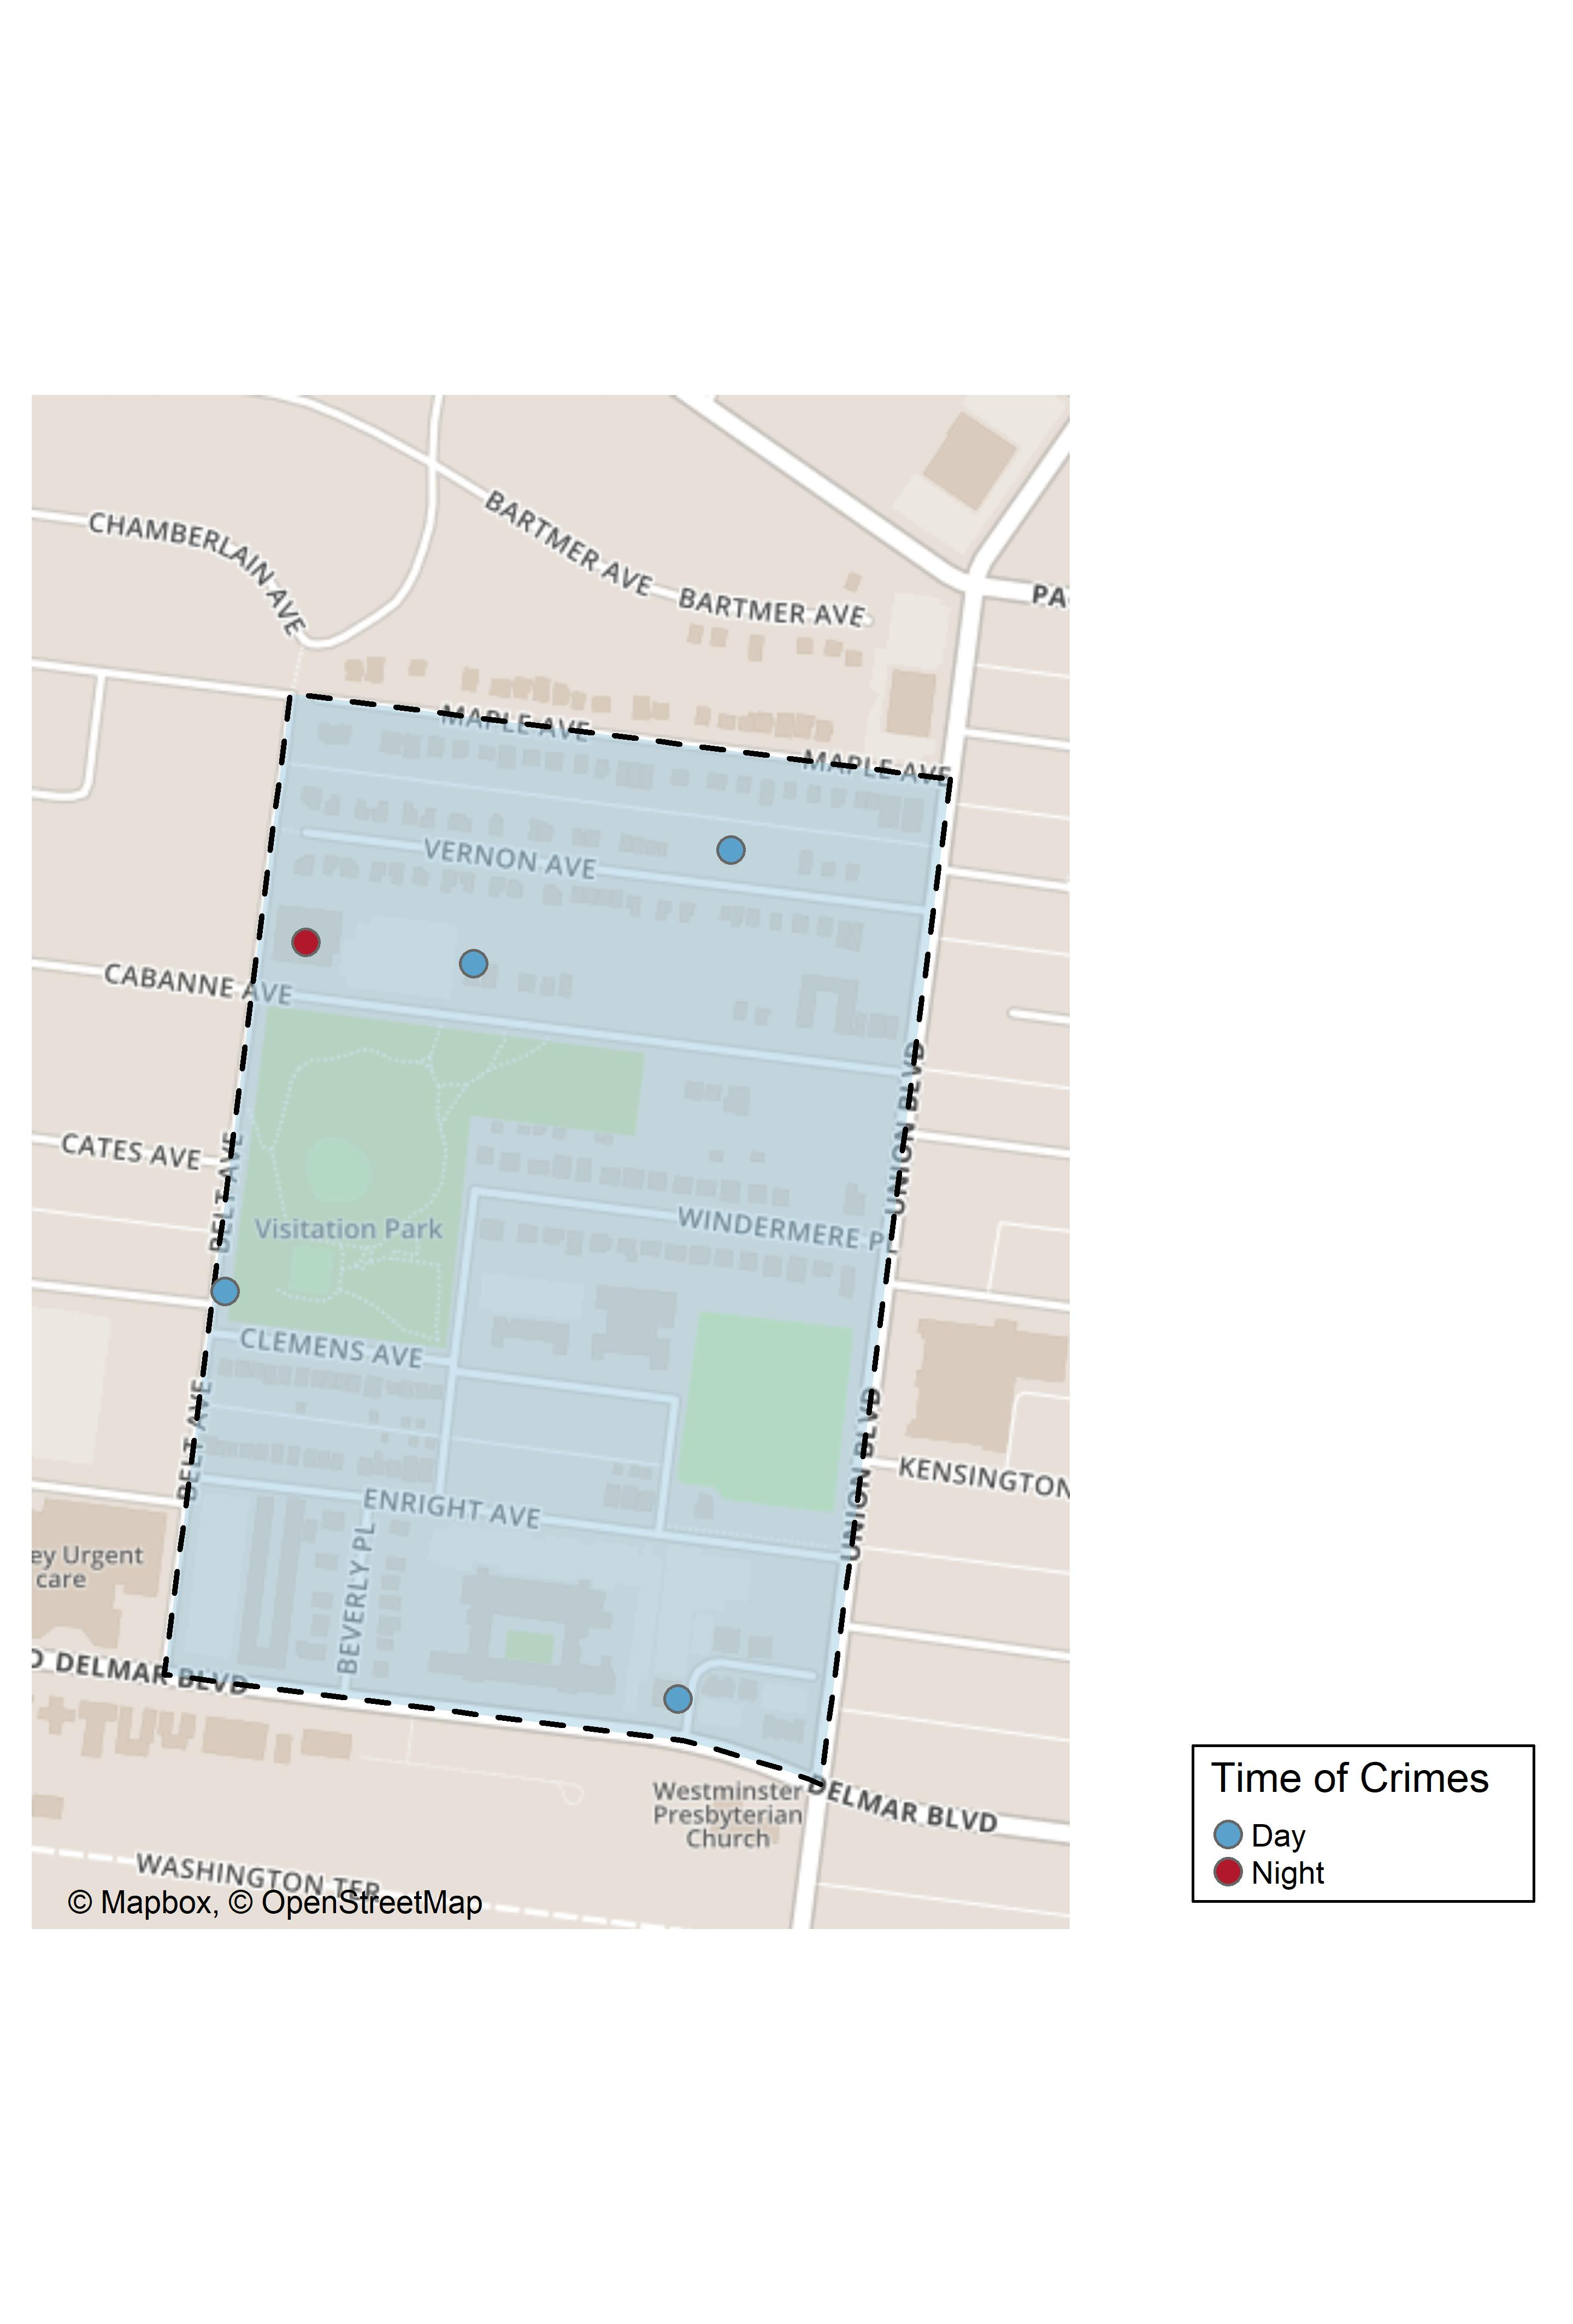 CHAMBERLAIN AVE
BARTMER AVE
BARTMER AVE
PA
MAPLE AVE
MAPLE AVE
VERNON AVE
CABANNE AVE
UNION BLVD
CATES AVE
BELT AVE
Visitation Park
WINDERMERE PL
CLEMENS AVE
BELT AVE
UNION BLVD
KENSINGTON
ENRIGHT AVE
BEVERLY PL
ey Urgent
care
O DELMAR BLVD
Westminster
Presbyterian
Church
DELMAR BLVD
WASHINGTON TER
© Mapbox, © OpenStreetMap
Time of Crimes
Day
Night